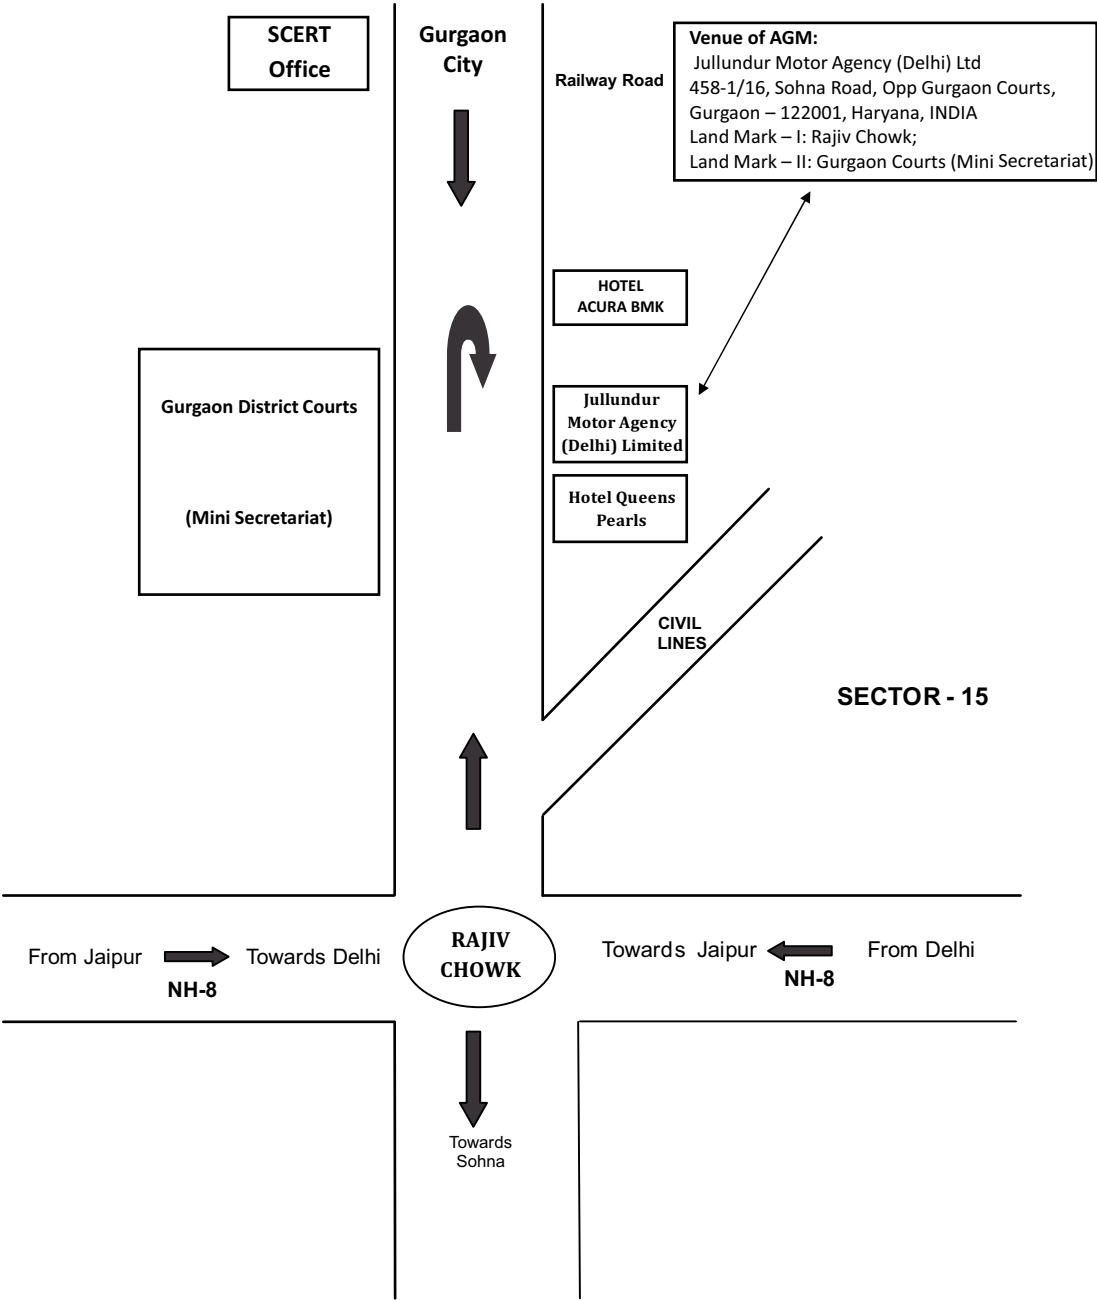 SCERT
Office
Gurgaon
City
Railway Road
Venue of AGM:
Jullundur Motor Agency (Delhi) Ltd
458-1/16, Sohna Road, Opp Gurgaon Courts,
Gurgaon – 122001, Haryana, INDIA
Land Mark – I: Rajiv Chowk;
Land Mark – II: Gurgaon Courts (Mini Secretariat)
HOTEL
ACURA BMK
Gurgaon District Courts
(Mini Secretariat)
Jullundur
Motor Agency
(Delhi) Limited
Hotel Queens
Pearls
CIVIL
LINES
SECTOR - 15
From Jaipur
Towards Delhi
NH-8
RAJIV
CHOWK
Towards Jaipur
From Delhi
NH-8
Towards
Sohna